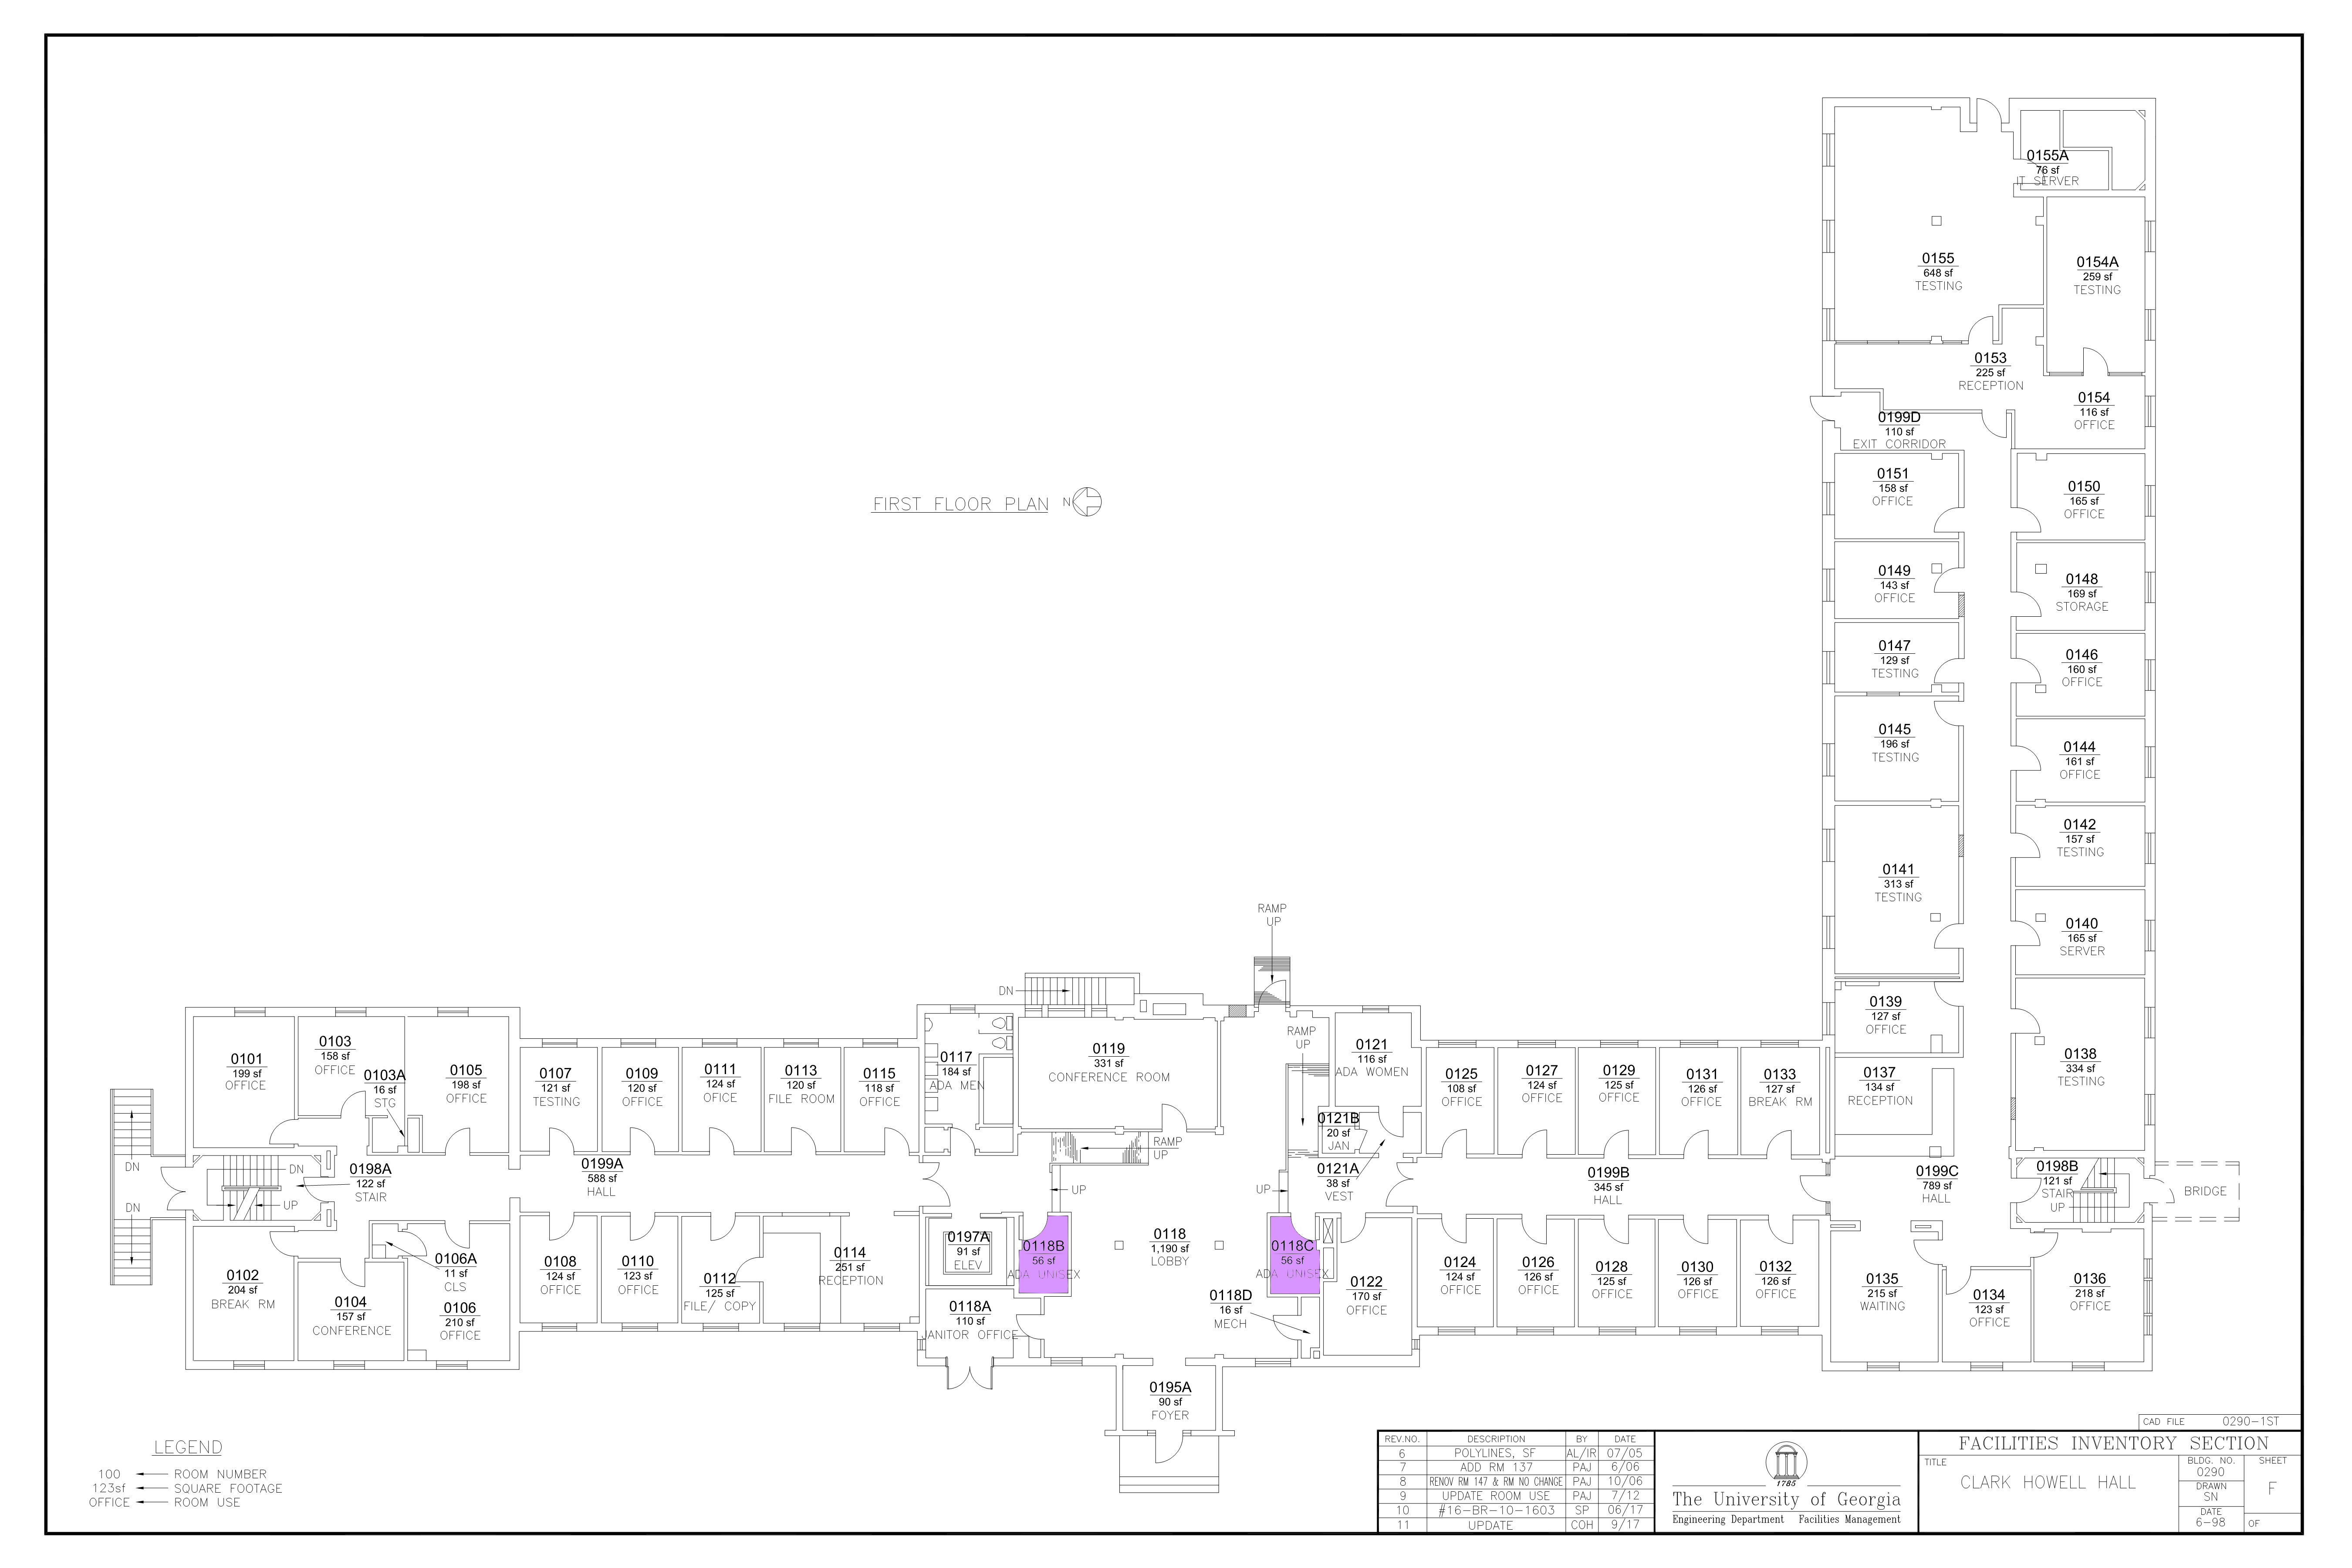 0155A
76 sf
IT SERVER
0155
648 sf
TESTING
0154A
259 sf
TESTING
0153
225 sf
RECEPTION
0154
116 sf
OFFICE
0199D
110 sf
EXIT CORRIDOR
0151
158 sf
OFFICE
0150
165 sf
OFFICE
FIRST FLOOR PLAN N
0149
143 sf
OFFICE
0148
169 sf
STORAGE
0147
129 sf
TESTING
0146
160 sf
OFFICE
0145
196 sf
TESTING
0144
161 sf
OFFICE
0142
157 sf
TESTING
0141
313 sf
TESTING
0140
165 sf
SERVER
RAMP
UP
DN
0139
127 sf
OFFICE
0138
334 sf
TESTING
0137
134 sf
RECEPTION
0101
199 sf
OFFICE
0103
158 sf
OFFICE
0103A
16 sf
STG
0105
198 sf
OFFICE
0107
121 sf
TESTING
0109
120 sf
OFFICE
0111
124 sf
OFICE
0113
120 sf
FILE ROOM
0115
118 sf
OFFICE
0117
184 sf
ADA MEN
0119
331 sf
CONFERENCE ROOM
RAMP
UP
0121
116 sf
ADA WOMEN
0121B
20 sf
JAN
0121A
38 sf
VEST
0125
108 sf
OFFICE
0127
124 sf
OFFICE
0129
125 sf
OFFICE
0131
126 sf
OFFICE
0133
127 sf
BREAK RM
RAMP
UP
DN
DN
DN
UP
0198A
122 sf
STAIR
0199A
588 sf
HALL
UP
UP
0199B
345 sf
HALL
0199C
789 sf
HALL
0198B
121 sf
STAIR
UP
BRIDGE
0102
204 sf
BREAK RM
0104
157 sf
CONFERENCE
0106A
11 sf
CLS
0106
210 sf
OFFICE
0108
124 sf
OFFICE
0110
123 sf
OFFICE
0112
125 sf
FILE/ COPY
0114
251 sf
RECEPTION
0197A
91 sf
ELEV
0118B
56 sf
ADA UNISEX
0118
1,190 sf
LOBBY
0118C
56 sf
ADA UNISEX
0118A
110 sf
JANITOR OFFICE
0118D
16 sf
MECH
0122
170 sf
OFFICE
0124
124 sf
OFFICE
0126
126 sf
OFFICE
0128
125 sf
OFFICE
0130
126 sf
OFFICE
0132
126 sf
OFFICE
0135
215 sf
WAITING
0134
123 sf
OFFICE
0136
218 sf
OFFICE
0195A
90 sf
FOYER
LEGEND
100 ROOM NUMBER
123sf SQUARE FOOTAGE
OFFICE ROOM USE
REV.NO. DESCRIPTION BY DATE
6 POLYLINES, SF AL/IR 07/05
7 ADD RM 137 PAJ 6/06
8 RENOV RM 147 & RM NO CHANGE PAJ 10/06
9 UPDATE ROOM USE PAJ 7/12
10 #16-BR-10-1603 SP 06/17
11 UPDATE COH 9/17
1785
The University of Georgia
Engineering Department Facilities Management
CAD FILE 0290-1ST
FACILITIES INVENTORY SECTION
TITLE
CLARK HOWELL HALL
BLDG. NO.
0290
DRAWN
SN
DATE
6-98
SHEET
F
OF